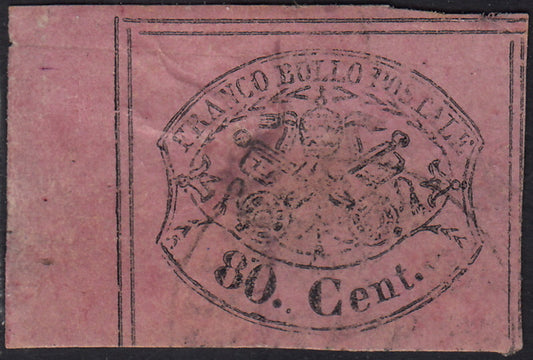 FRANCO BOLLO POSTALE
80. Cent.